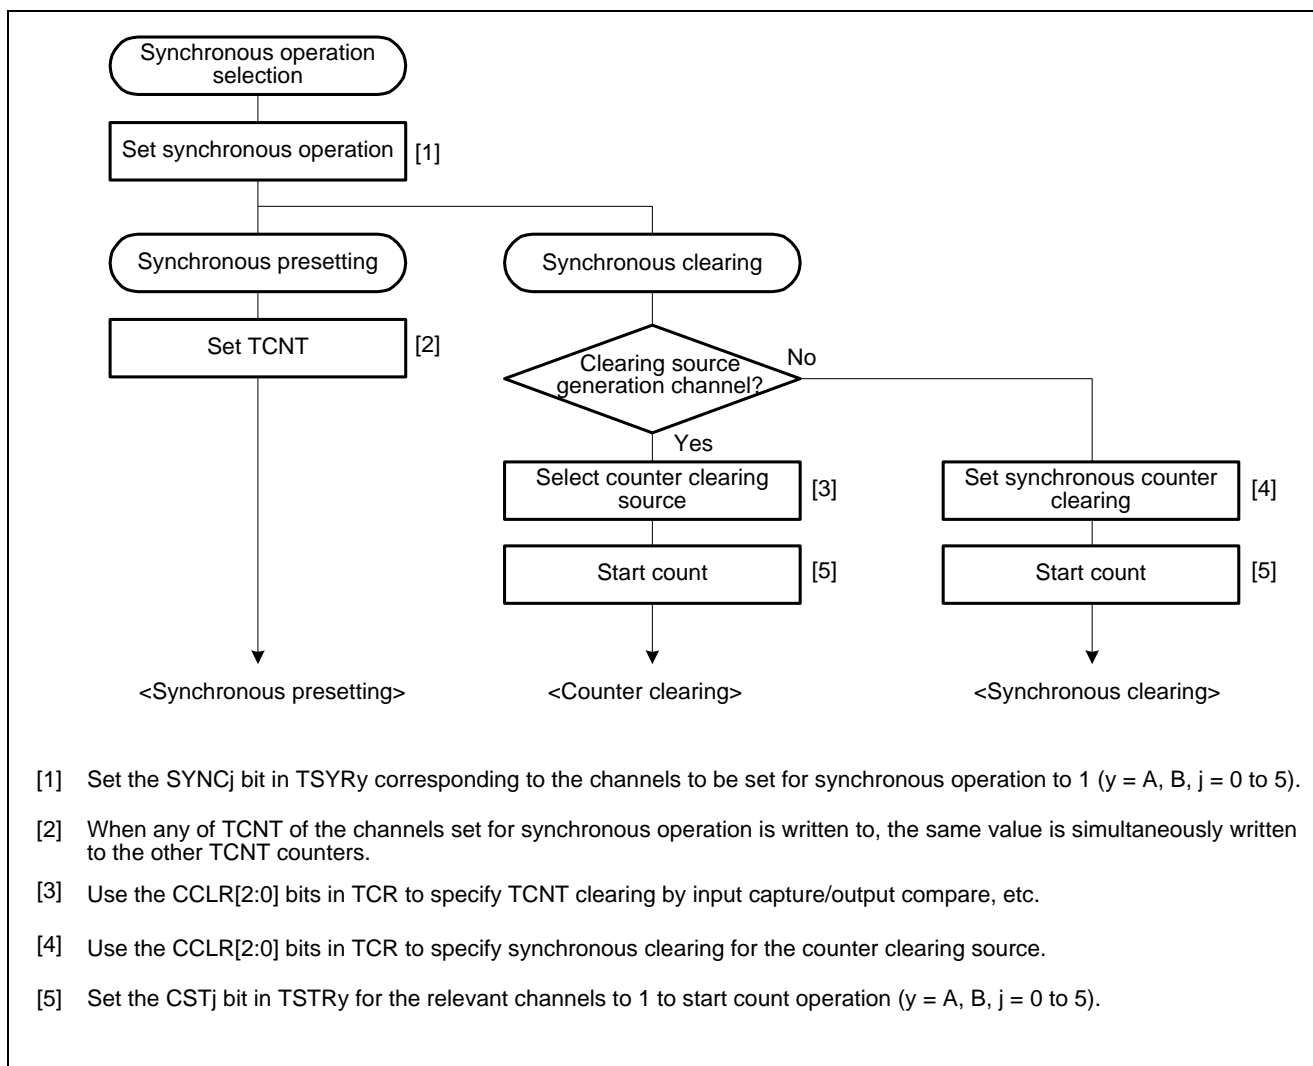 Synchronous operation
selection
Set synchronous operation [1]
Synchronous presetting
Synchronous clearing
Set TCNT [2]
Clearing source
generation channel?
No
Yes
Select counter clearing
source
[3]
Set synchronous counter
clearing
[4]
Start count [5]
Start count [5]
<Synchronous presetting>
<Counter clearing>
<Synchronous clearing>
[1] Set the SYNCj bit in TSYRy corresponding to the channels to be set for synchronous operation to 1 (y = A, B, j = 0 to 5).
[2] When any of TCNT of the channels set for synchronous operation is written to, the same value is simultaneously written
to the other TCNT counters.
[3] Use the CCLR[2:0] bits in TCR to specify TCNT clearing by input capture/output compare, etc.
[4] Use the CCLR[2:0] bits in TCR to specify synchronous clearing for the counter clearing source.
[5] Set the CSTj bit in TSTRy for the relevant channels to 1 to start count operation (y = A, B, j = 0 to 5).